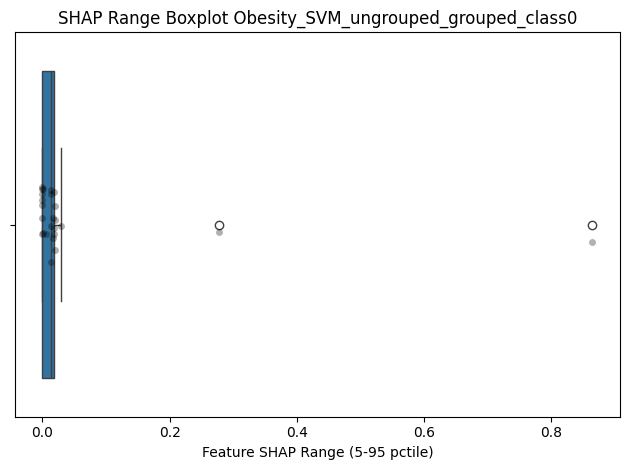 SHAP Range Boxplot Obesity_SVM_ungrouped_grouped_class0
0.0 0.2 0.4 0.6 0.8
Feature SHAP Range (5-95 pctile)